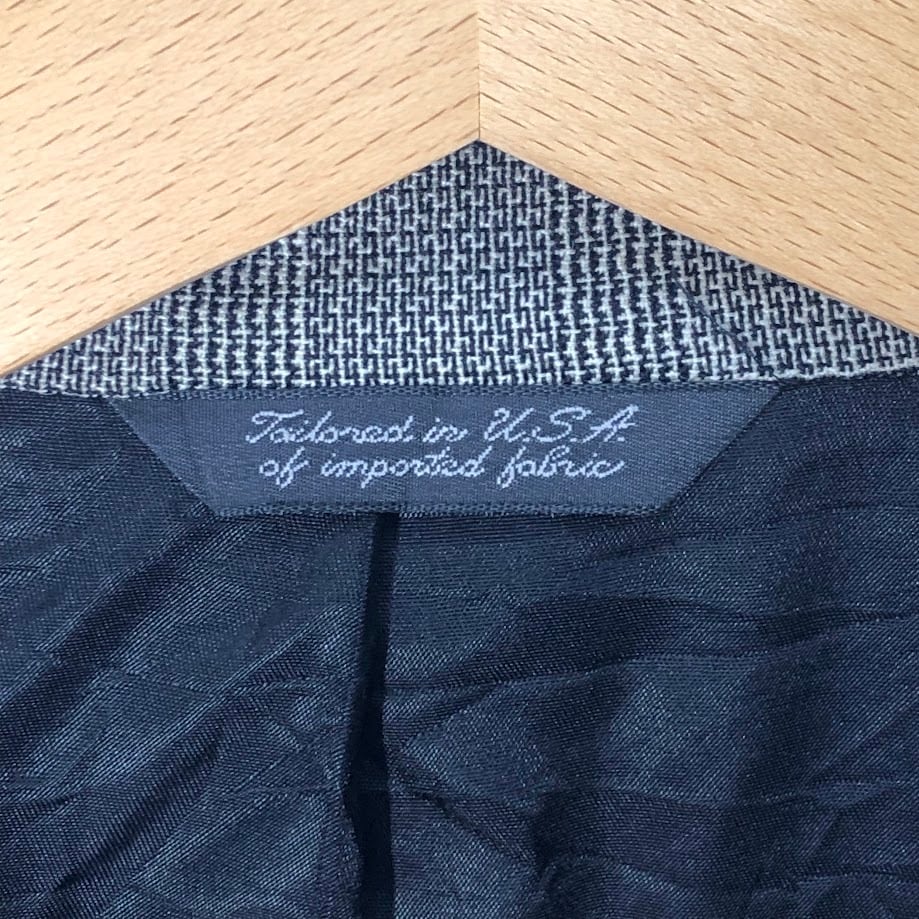 Tailored in U.S.A.
of imported fabric